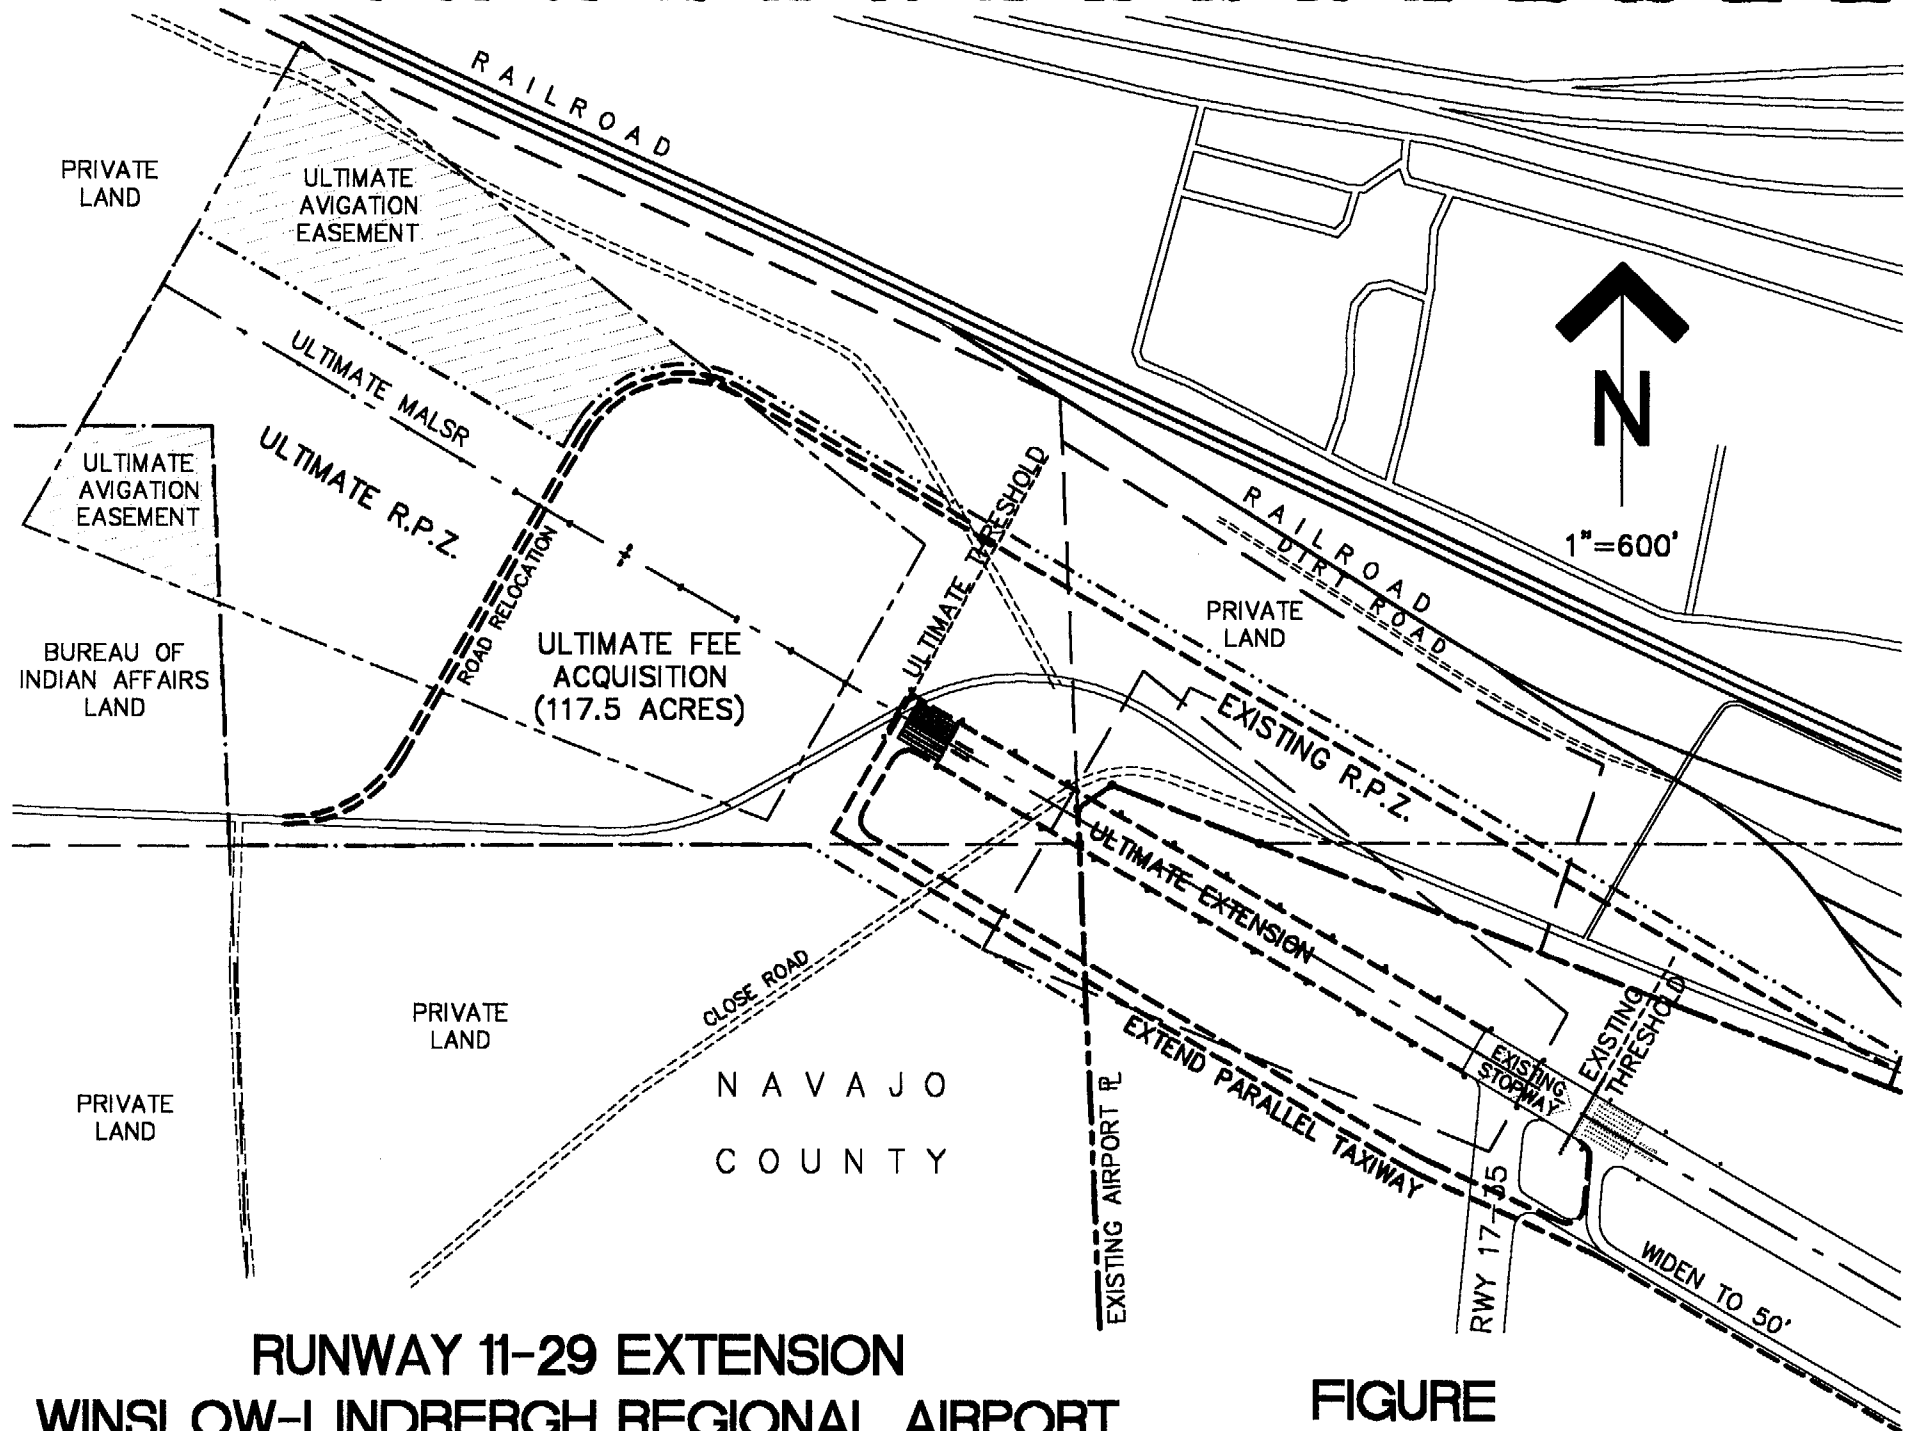 RAILROAD
PRIVATE
LAND
ULTIMATE
AVIGATION
EASEMENT
ULTIMATE MALSR
ULTIMATE R.P.Z.
ULTIMATE
AVIGATION
EASEMENT
N
1"=600'
ULTIMATE THRESHOLD
RAILROAD
DIRT ROAD
ROAD RELOCATION
PRIVATE
LAND
BUREAU OF
INDIAN AFFAIRS
LAND
ULTIMATE FEE
ACQUISITION
(117.5 ACRES)
EXISTING R.P.Z.
ULTIMATE EXTENSION
CLOSE ROAD
PRIVATE
LAND
EXISTING
THRESHOLD
EXISTING
STOPWAY
EXTEND PARALLEL TAXIWAY
PRIVATE
LAND
NAVAJO
COUNTY
EXISTING AIRPORT PL
RWY 17-35
WIDEN TO 50'
RUNWAY 11-29 EXTENSION
WINSLOW-LINDBERGH REGIONAL AIRPORT
FIGURE